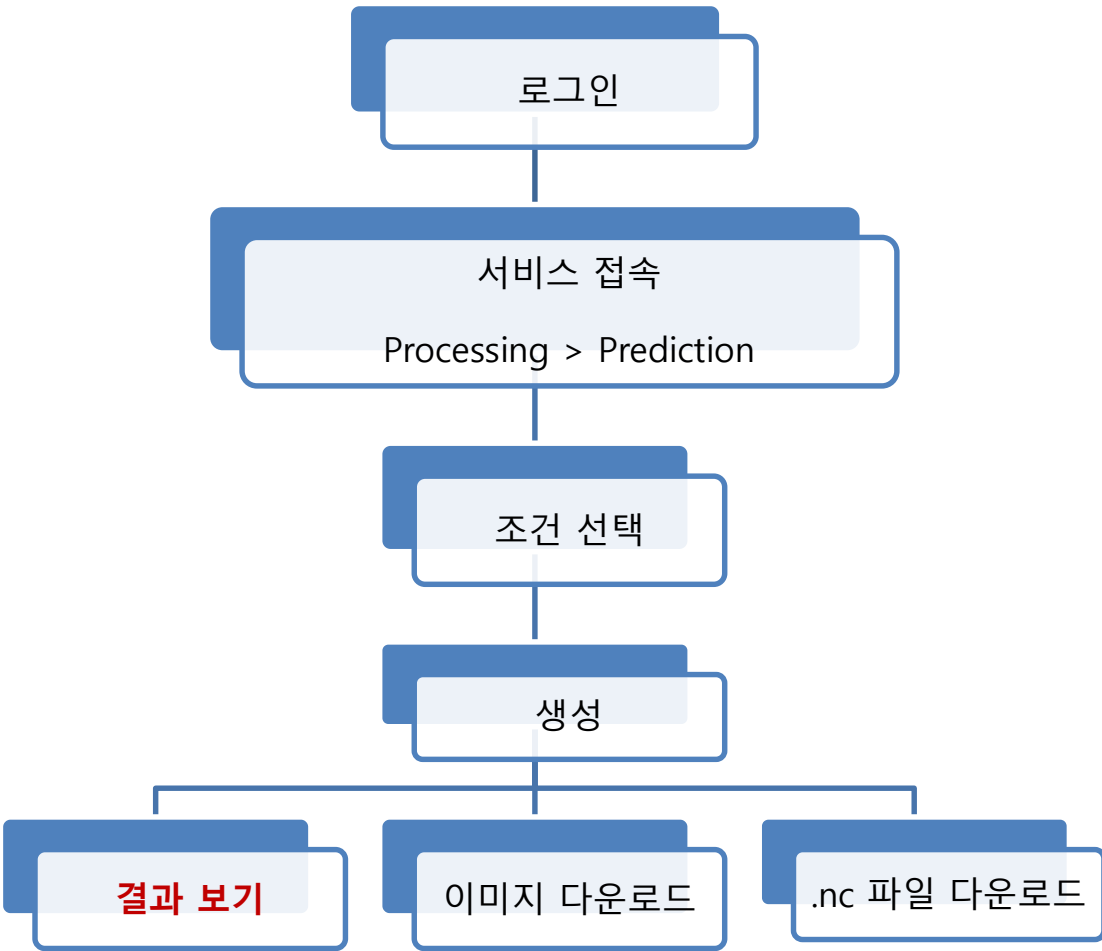 로그인
서비스 접속
Processing > Prediction
조건 선택
생성
결과 보기
이미지 다운로드
.nc 파일 다운로드